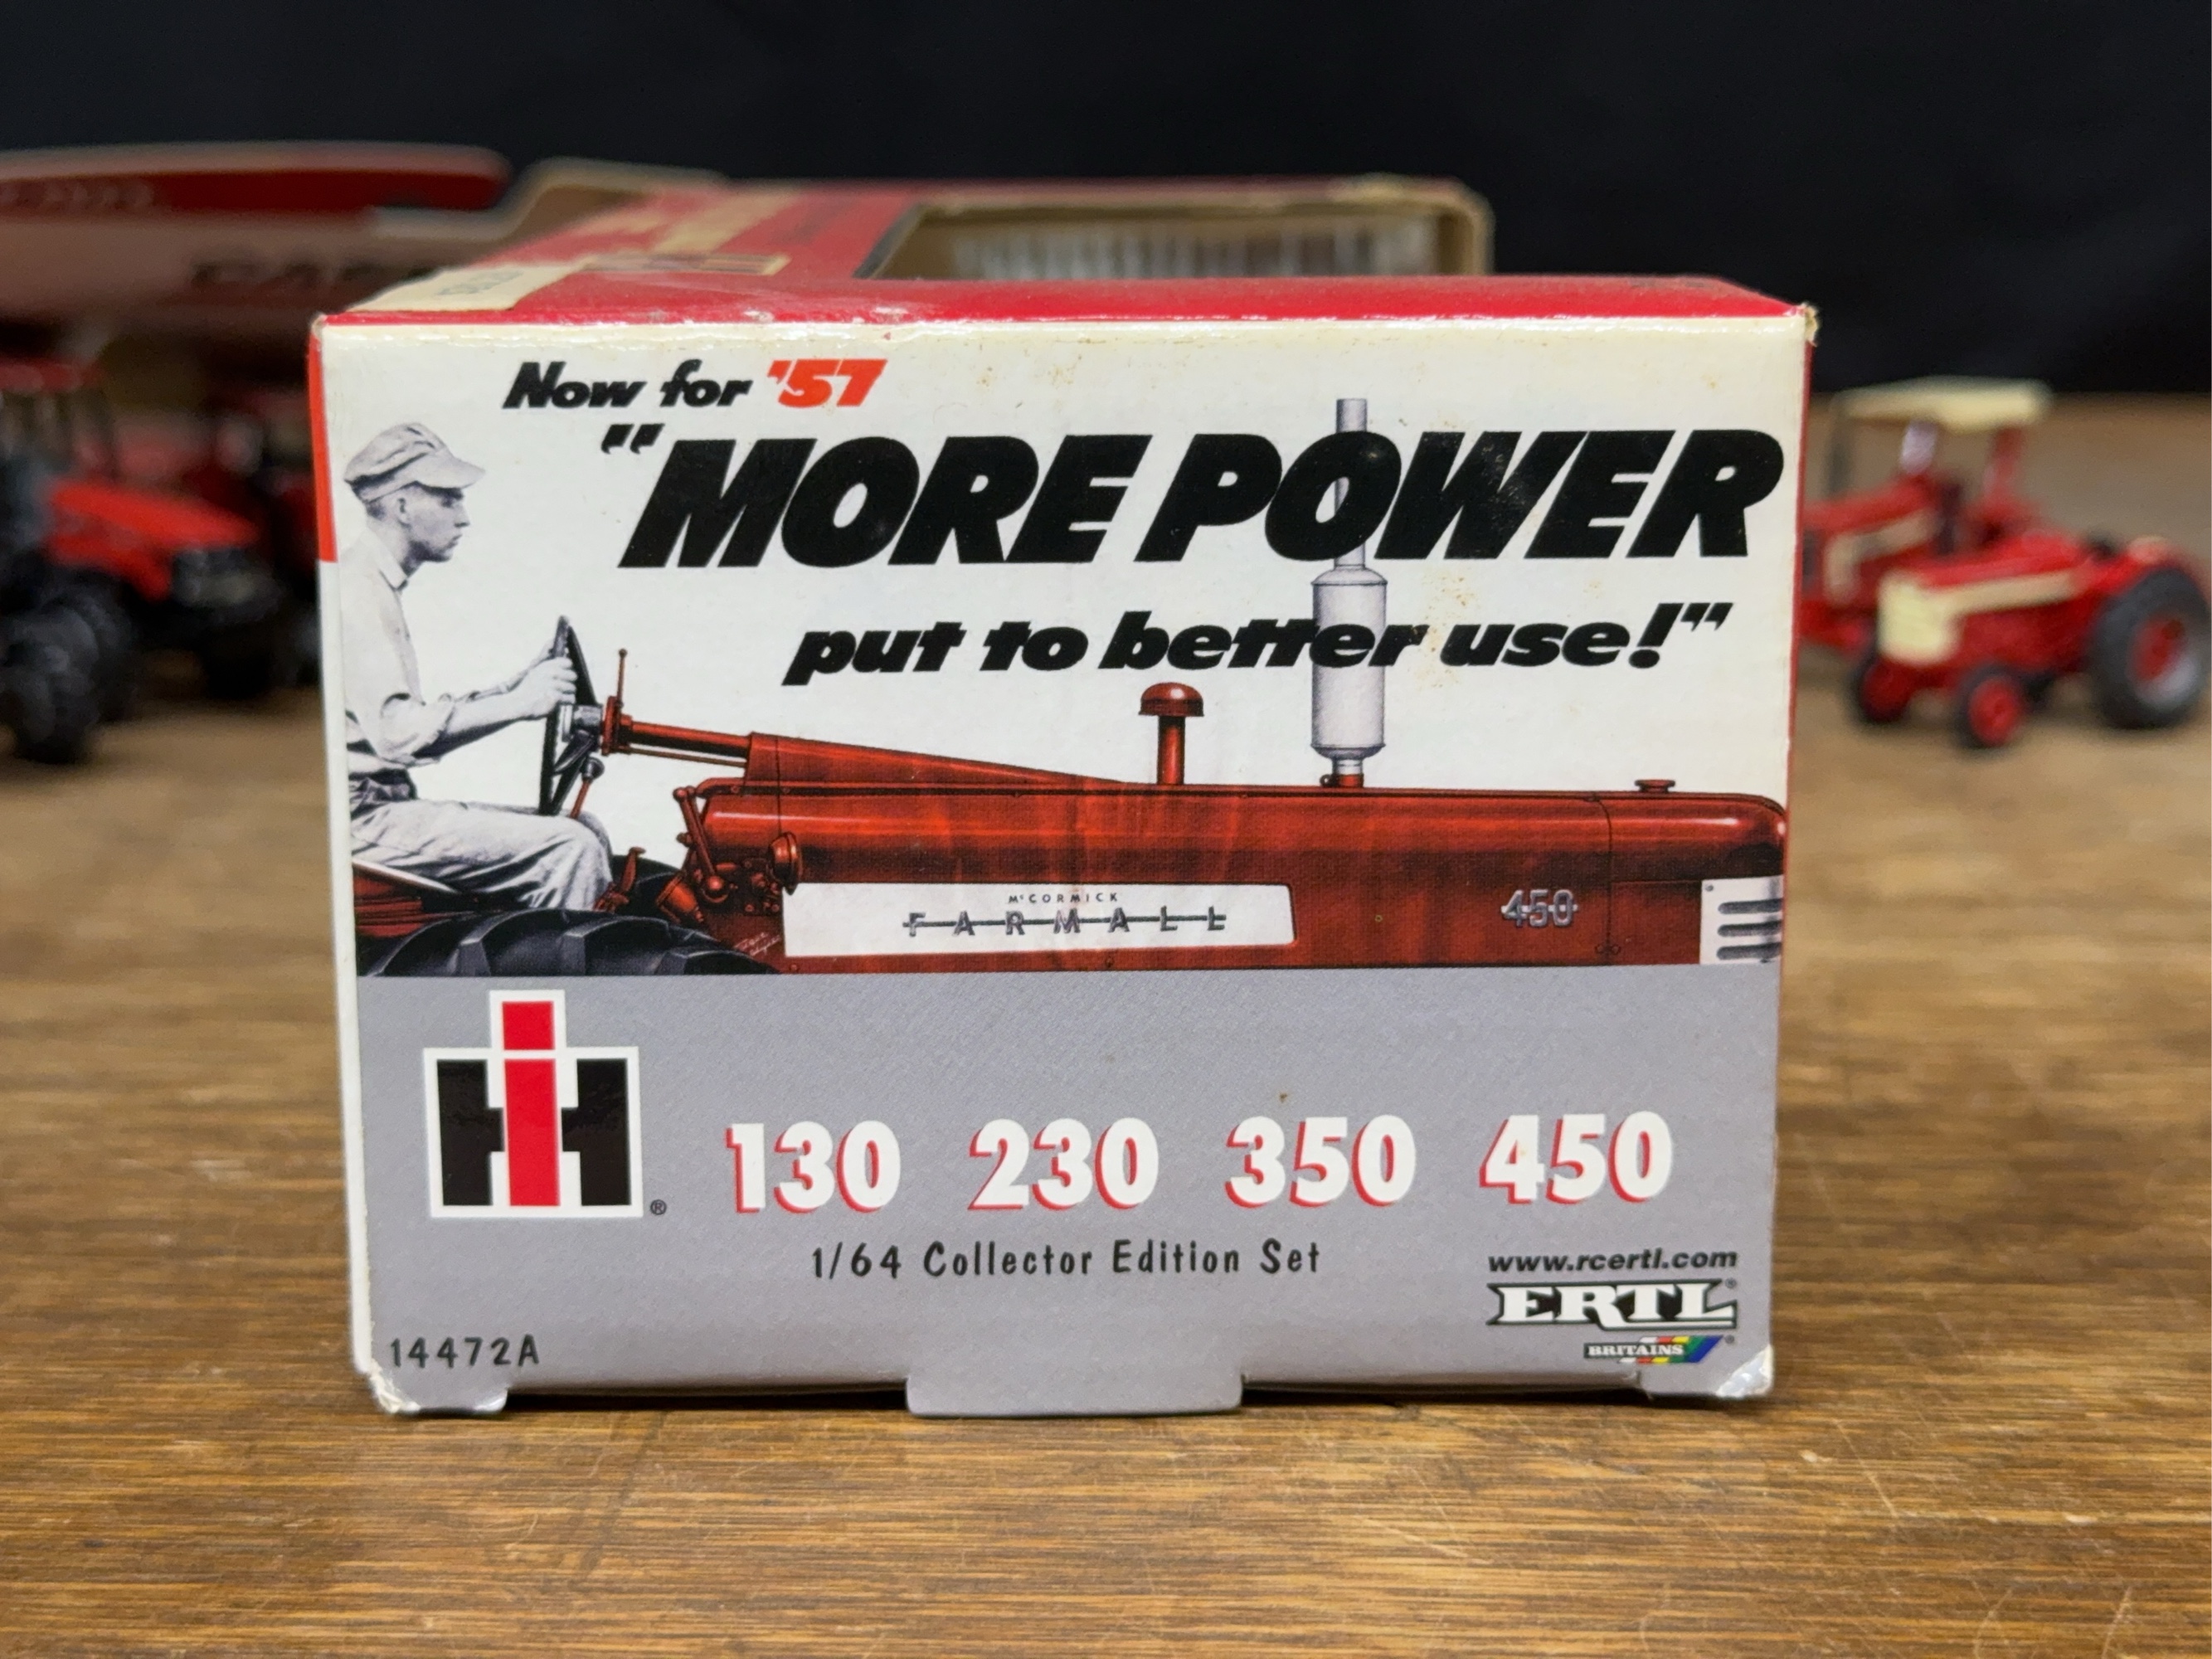 Now for '57
"MORE POWER
put to better use!"
McCORMICK
FARMALL
450
IH ®
130 230 350 450
1/64 Collector Edition Set
www.rcertl.com
ERTL®
BRITAINS®
14472A